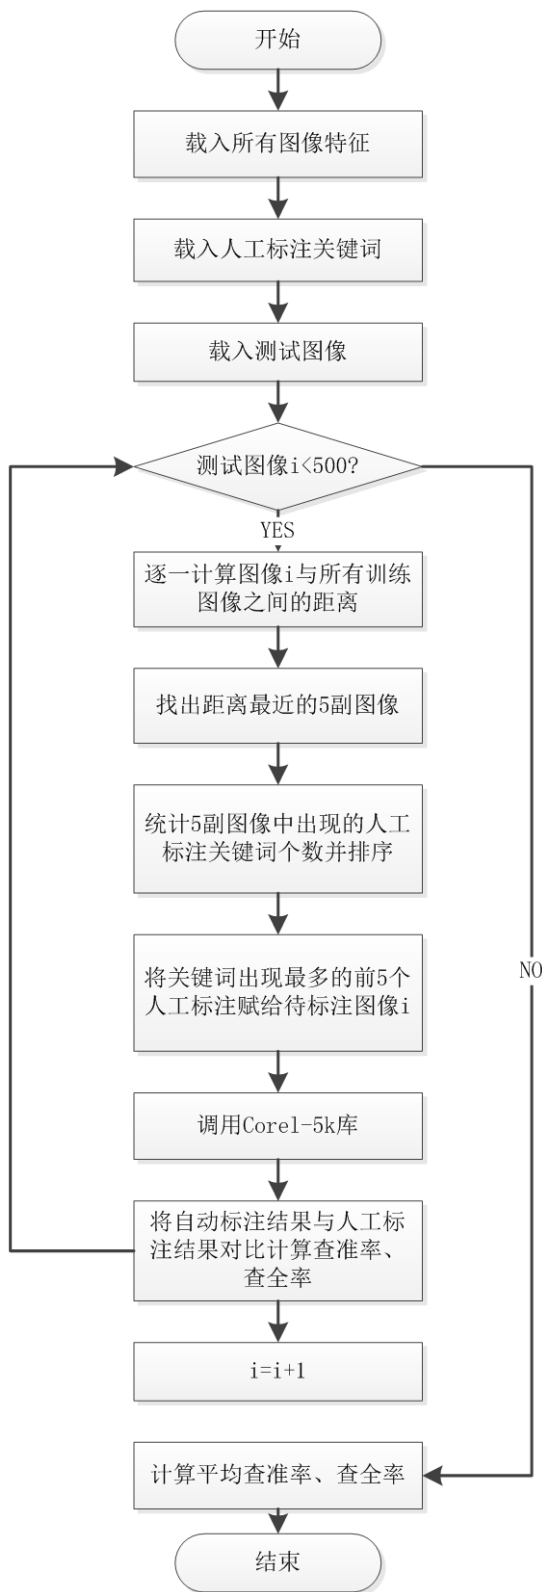 开始
载入所有图像特征
载入人工标注关键词
载入测试图像
测试图像i<500?
YES
逐一计算图像i与所有训练
图像之间的距离
找出距离最近的5副图像
统计5副图像中出现的人工
标注关键词个数并排序
将关键词出现最多的前5个
人工标注赋给待标注图像i
NO
调用Corel-5k库
将自动标注结果与人工标
注结果对比计算查准率、
查全率
i=i+1
计算平均查准率、查全率
结束